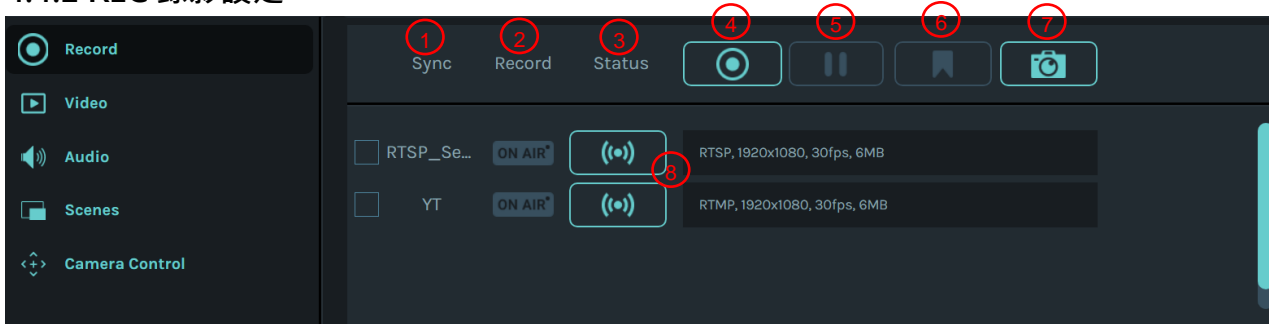 Record
1 2 3 4 5 6 7
Sync Record Status
Video
Audio
RTSP_Se... ON AIR RTSP, 1920x1080, 30fps, 6MB
8
Scenes
YT ON AIR RTMP, 1920x1080, 30fps, 6MB
Camera Control